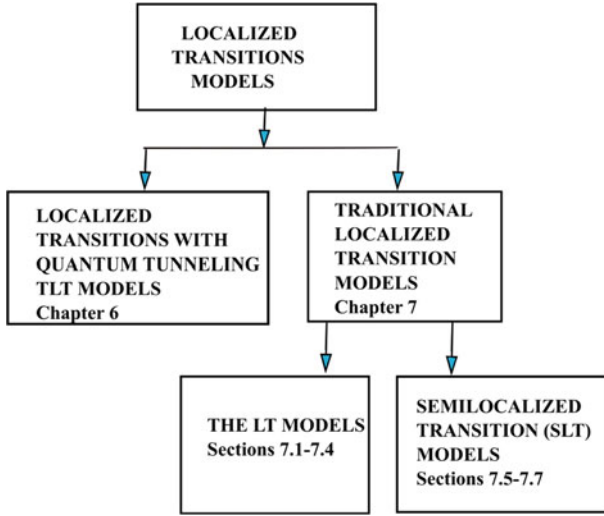 LOCALIZED
TRANSITIONS
MODELS
LOCALIZED
TRANSITIONS WITH
QUANTUM TUNNELING
TLT MODELS
Chapter 6
TRADITIONAL
LOCALIZED
TRANSITION
MODELS
Chapter 7
THE LT MODELS
Sections 7.1-7.4
SEMILOCALIZED
TRANSITION (SLT)
MODELS
Sections 7.5-7.7